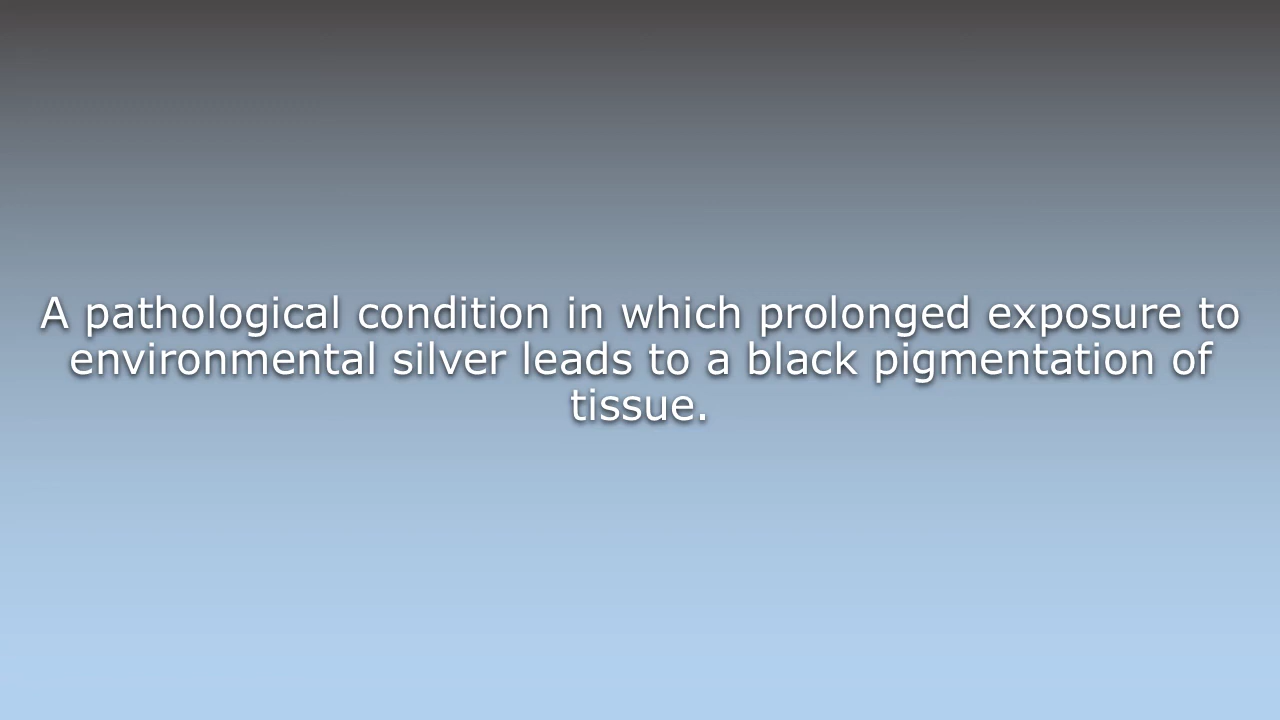 A pathological condition in which prolonged exposure to
environmental silver leads to a black pigmentation of
tissue.